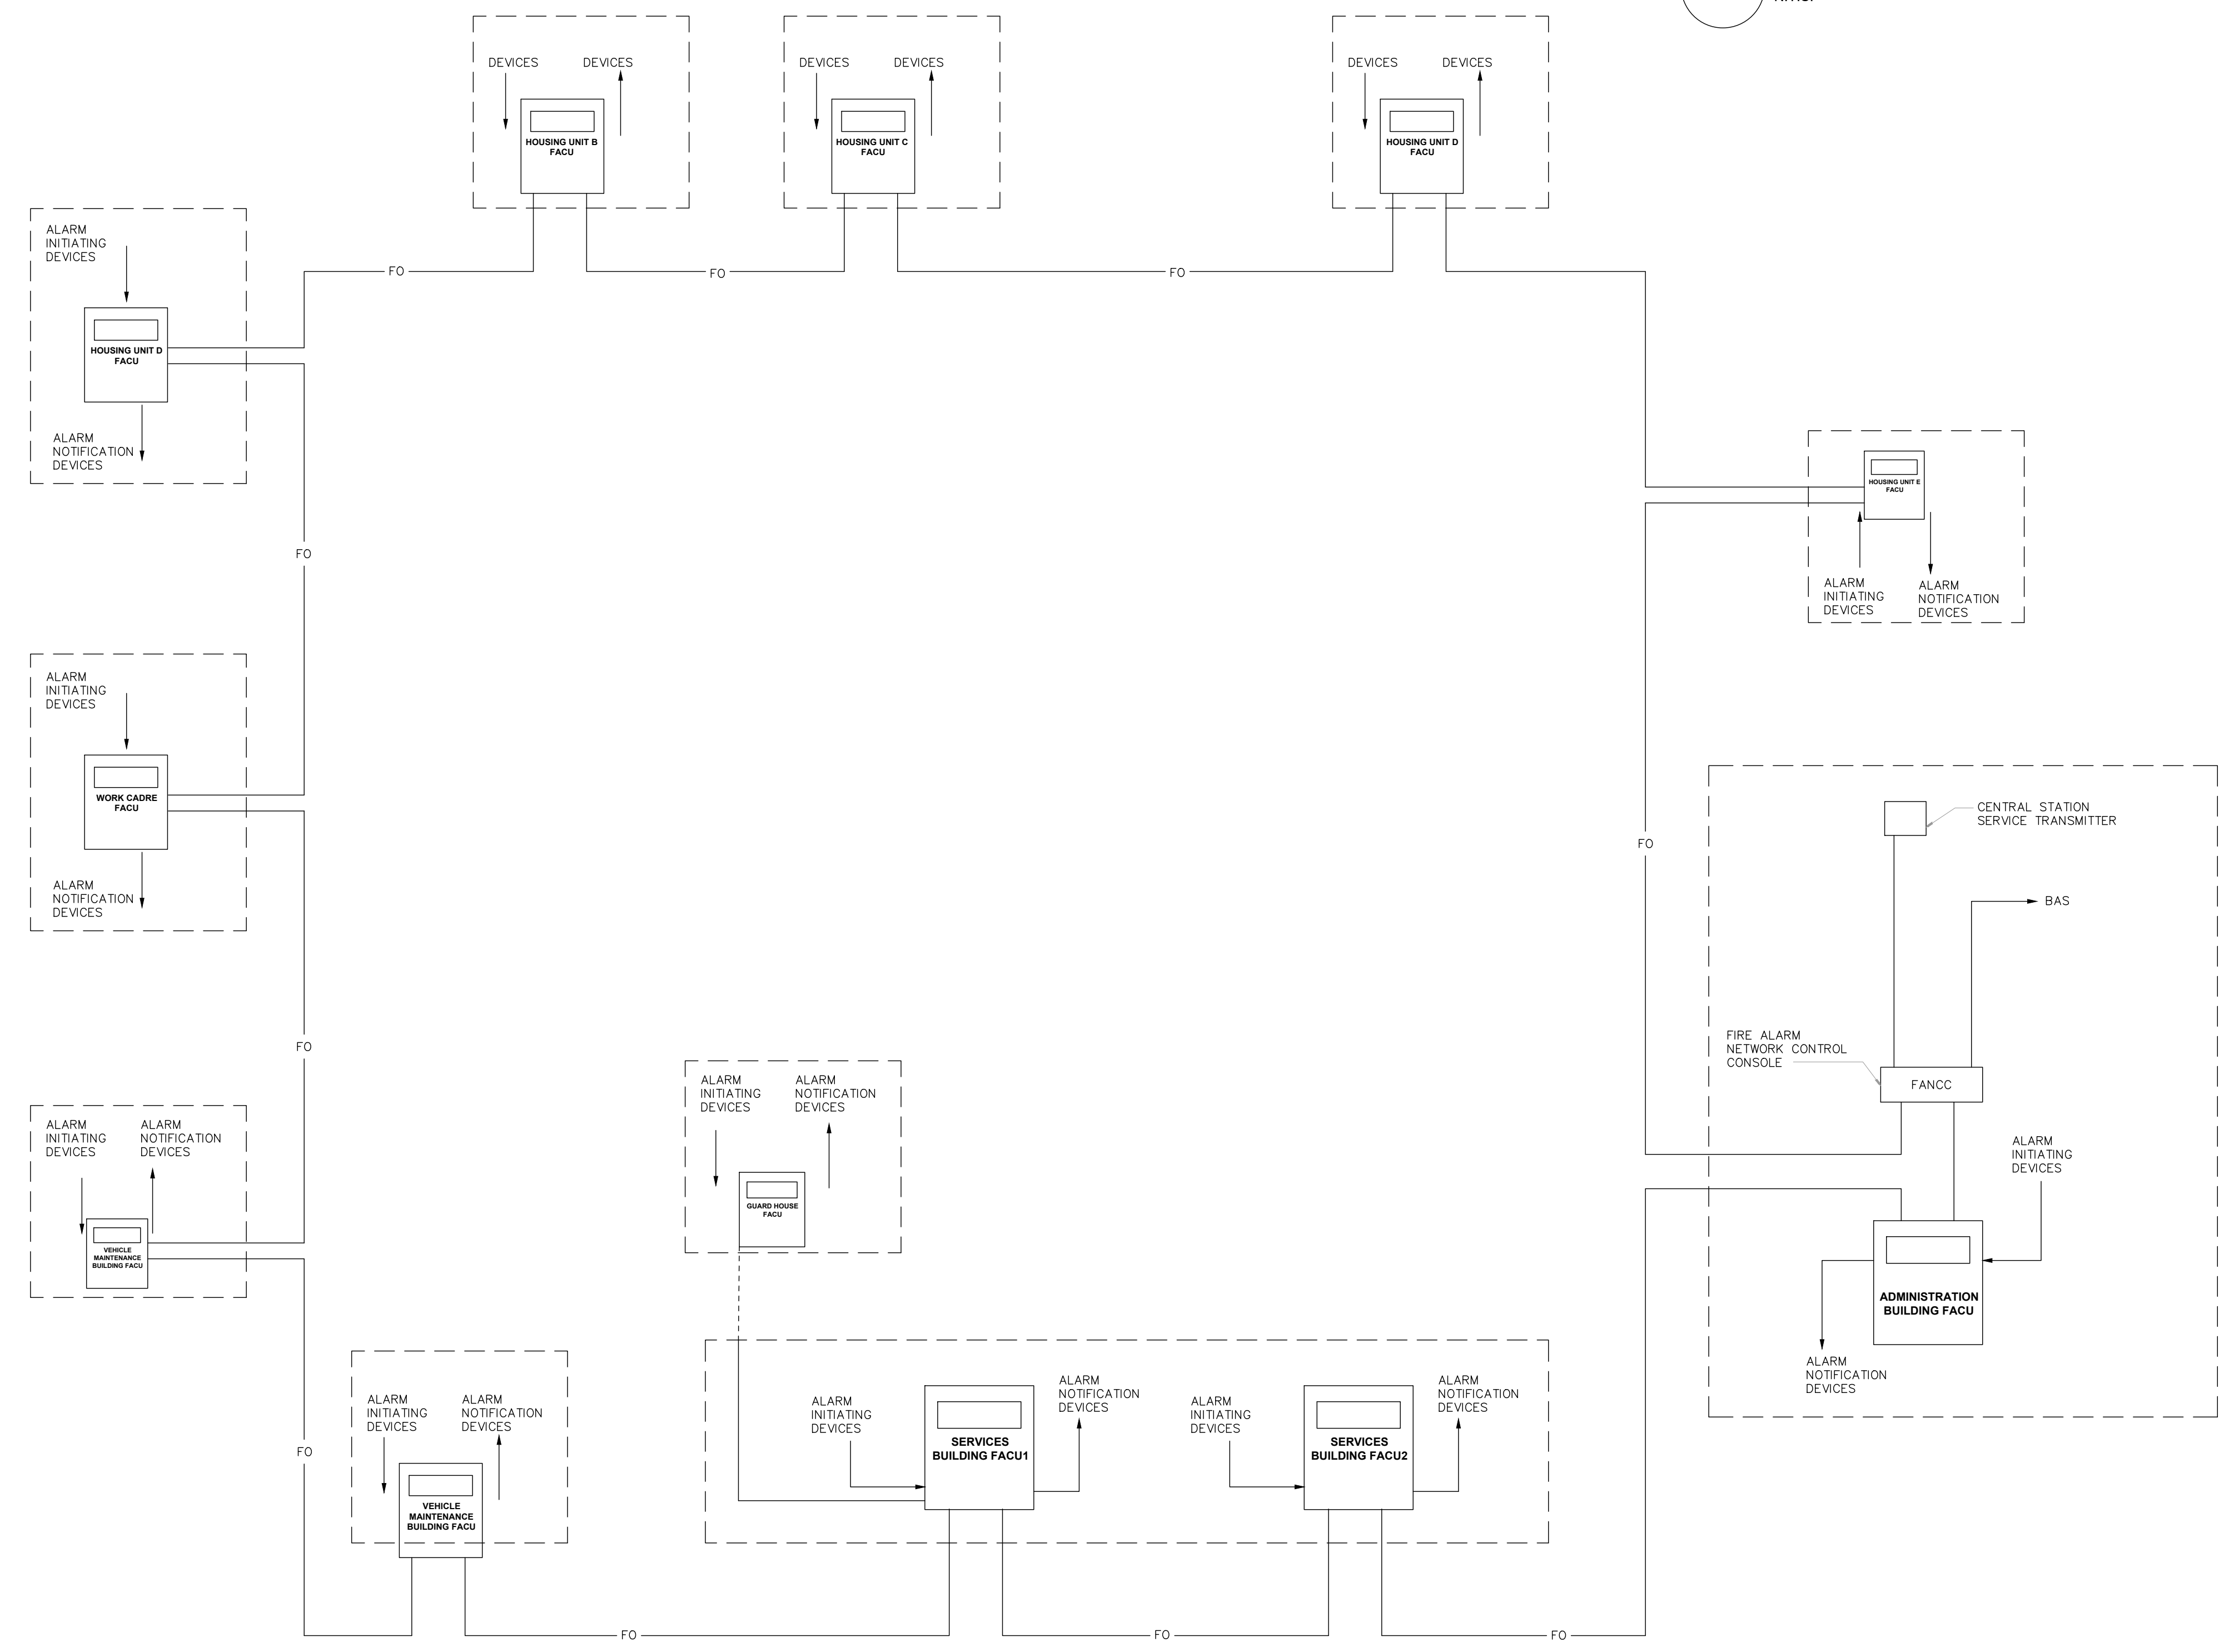 DEVICES
DEVICES
HOUSING UNIT B
FACU
DEVICES
DEVICES
HOUSING UNIT C
FACU
DEVICES
DEVICES
HOUSING UNIT D
FACU
FO
FO
FO
ALARM
INITIATING
DEVICES
HOUSING UNIT D
FACU
ALARM
NOTIFICATION
DEVICES
HOUSING UNIT E
FACU
ALARM
INITIATING
DEVICES
ALARM
NOTIFICATION
DEVICES
FO
ALARM
INITIATING
DEVICES
WORK CADRE
FACU
ALARM
NOTIFICATION
DEVICES
FO
CENTRAL STATION
SERVICE TRANSMITTER
BAS
FIRE ALARM
NETWORK CONTROL
CONSOLE
FANCC
ALARM
INITIATING
DEVICES
ADMINISTRATION
BUILDING FACU
ALARM
NOTIFICATION
DEVICES
FO
ALARM
INITIATING
DEVICES
ALARM
NOTIFICATION
DEVICES
VEHICLE
MAINTENANCE
BUILDING FACU
ALARM
INITIATING
DEVICES
ALARM
NOTIFICATION
DEVICES
GUARD HOUSE
FACU
FO
ALARM
INITIATING
DEVICES
ALARM
NOTIFICATION
DEVICES
VEHICLE
MAINTENANCE
BUILDING FACU
ALARM
INITIATING
DEVICES
SERVICES
BUILDING FACU1
ALARM
NOTIFICATION
DEVICES
ALARM
INITIATING
DEVICES
SERVICES
BUILDING FACU2
ALARM
NOTIFICATION
DEVICES
FO
FO
FO